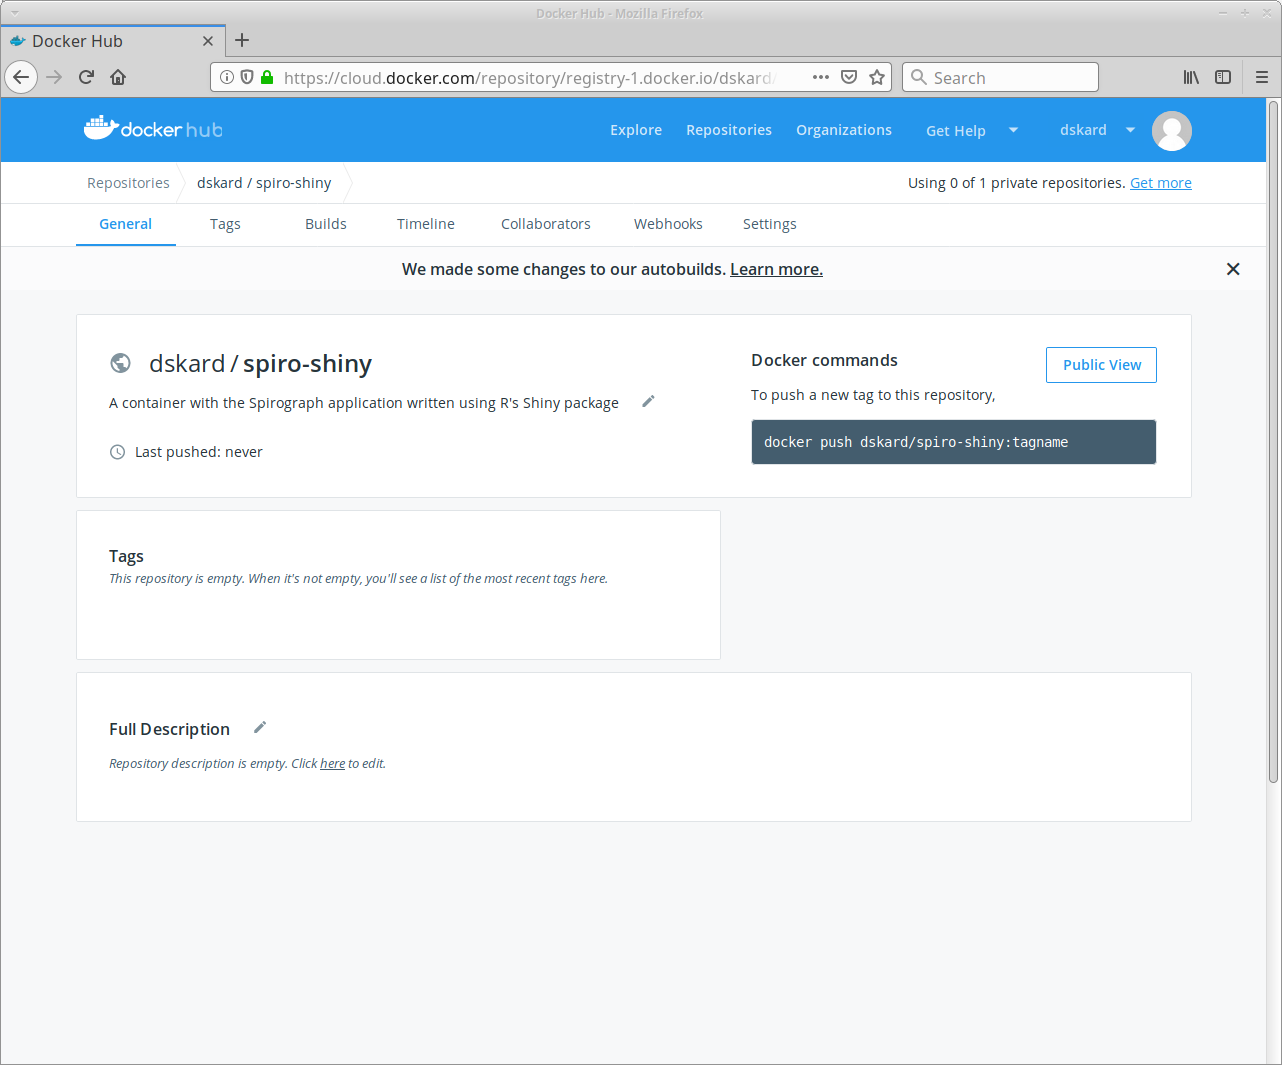 Docker Hub - Mozilla Firefox
Docker Hub
https://cloud.docker.com/repository/registry-1.docker.io/dskard/
Search
docker hub
Explore
Repositories
Organizations
Get Help
dskard
Repositories
dskard / spiro-shiny
Using 0 of 1 private repositories. Get more
General
Tags
Builds
Timeline
Collaborators
Webhooks
Settings
We made some changes to our autobuilds. Learn more.
dskard / spiro-shiny
A container with the Spirograph application written using R's Shiny package
Last pushed: never
Docker commands
Public View
To push a new tag to this repository,
docker push dskard/spiro-shiny:tagname
Tags
This repository is empty. When it's not empty, you'll see a list of the most recent tags here.
Full Description
Repository description is empty. Click here to edit.